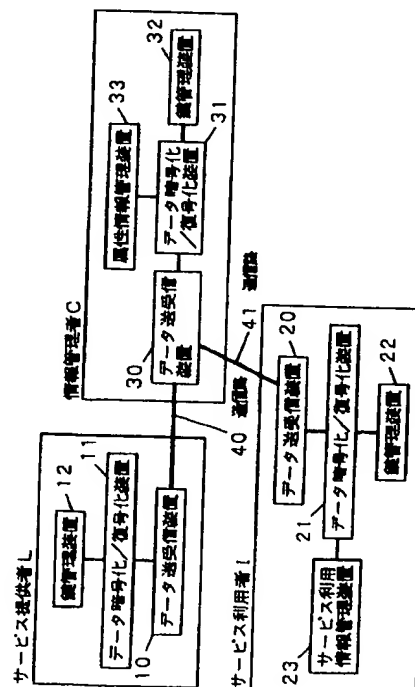 サービス提供者L
12
鍵管理装置
11
データ暗号化/復号化装置
10
データ送受信装置
40
通信路
情報管理者C
33
属性情報管理装置
32
鍵管理装置
31
データ暗号化
/復号化装置
30
データ送受信
装置
41
通信路
サービス利用者I
20
データ送受信装置
21
データ暗号化/復号化装置
22
鍵管理装置
23
サービス利用
情報管理装置